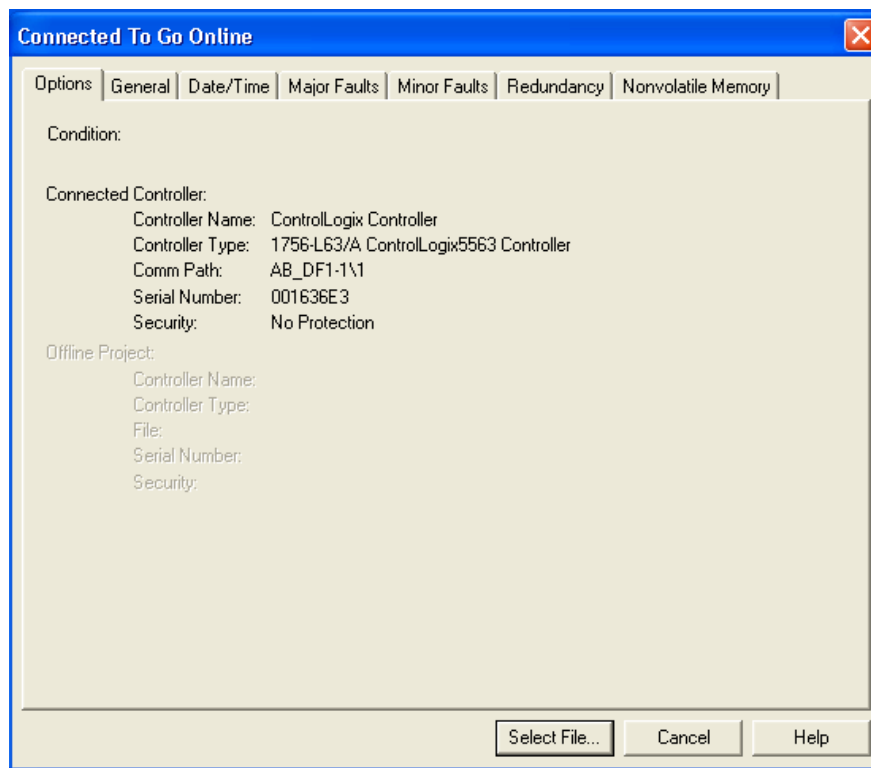 Connected To Go Online
Options General Date/Time Major Faults Minor Faults Redundancy Nonvolatile Memory
Condition:
Connected Controller:
Controller Name: ControlLogix Controller
Controller Type: 1756-L63/A ControlLogix5563 Controller
Comm Path: AB_DF1-1\1
Serial Number: 001636E3
Security: No Protection
Offline Project:
Controller Name:
Controller Type:
File:
Serial Number:
Security:
Select File... Cancel Help